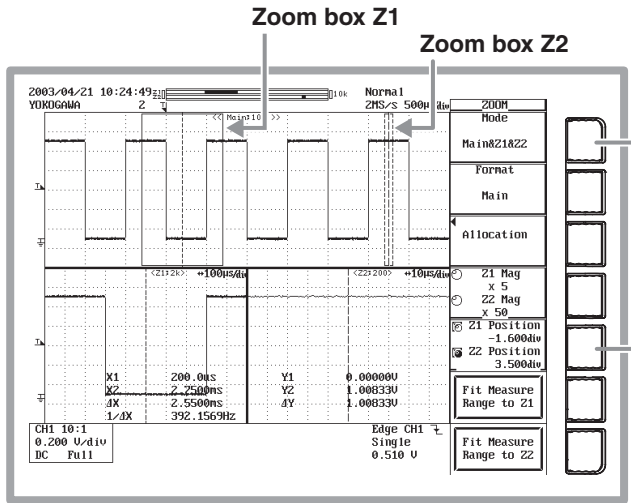 Zoom box Z1
Zoom box Z2
2003/04/21 10:24:49
10k
Normal
YOKOGAWA 2
2MS/s 500µs/div
<< Main:10k >>
ZOOM
Mode
Main&Z1&Z2
Format
Main
Allocation
Z1 Mag
x 5
Z2 Mag
x 50
Z1 Position
-1.600div
Z2 Position
3.500div
Fit Measure
Range to Z1
Fit Measure
Range to Z2
<Z1:2k> 100µs/div
<Z2:200> 10µs/div
X1 200.0us Y1 0.00000V
X2 2.7500ms Y2 1.00833V
ΔX 2.5500ms ΔY 1.00833V
1/ΔX 392.1569Hz
CH1 10:1
0.200 V/div
DC Full
Edge CH1
Single
0.510 V